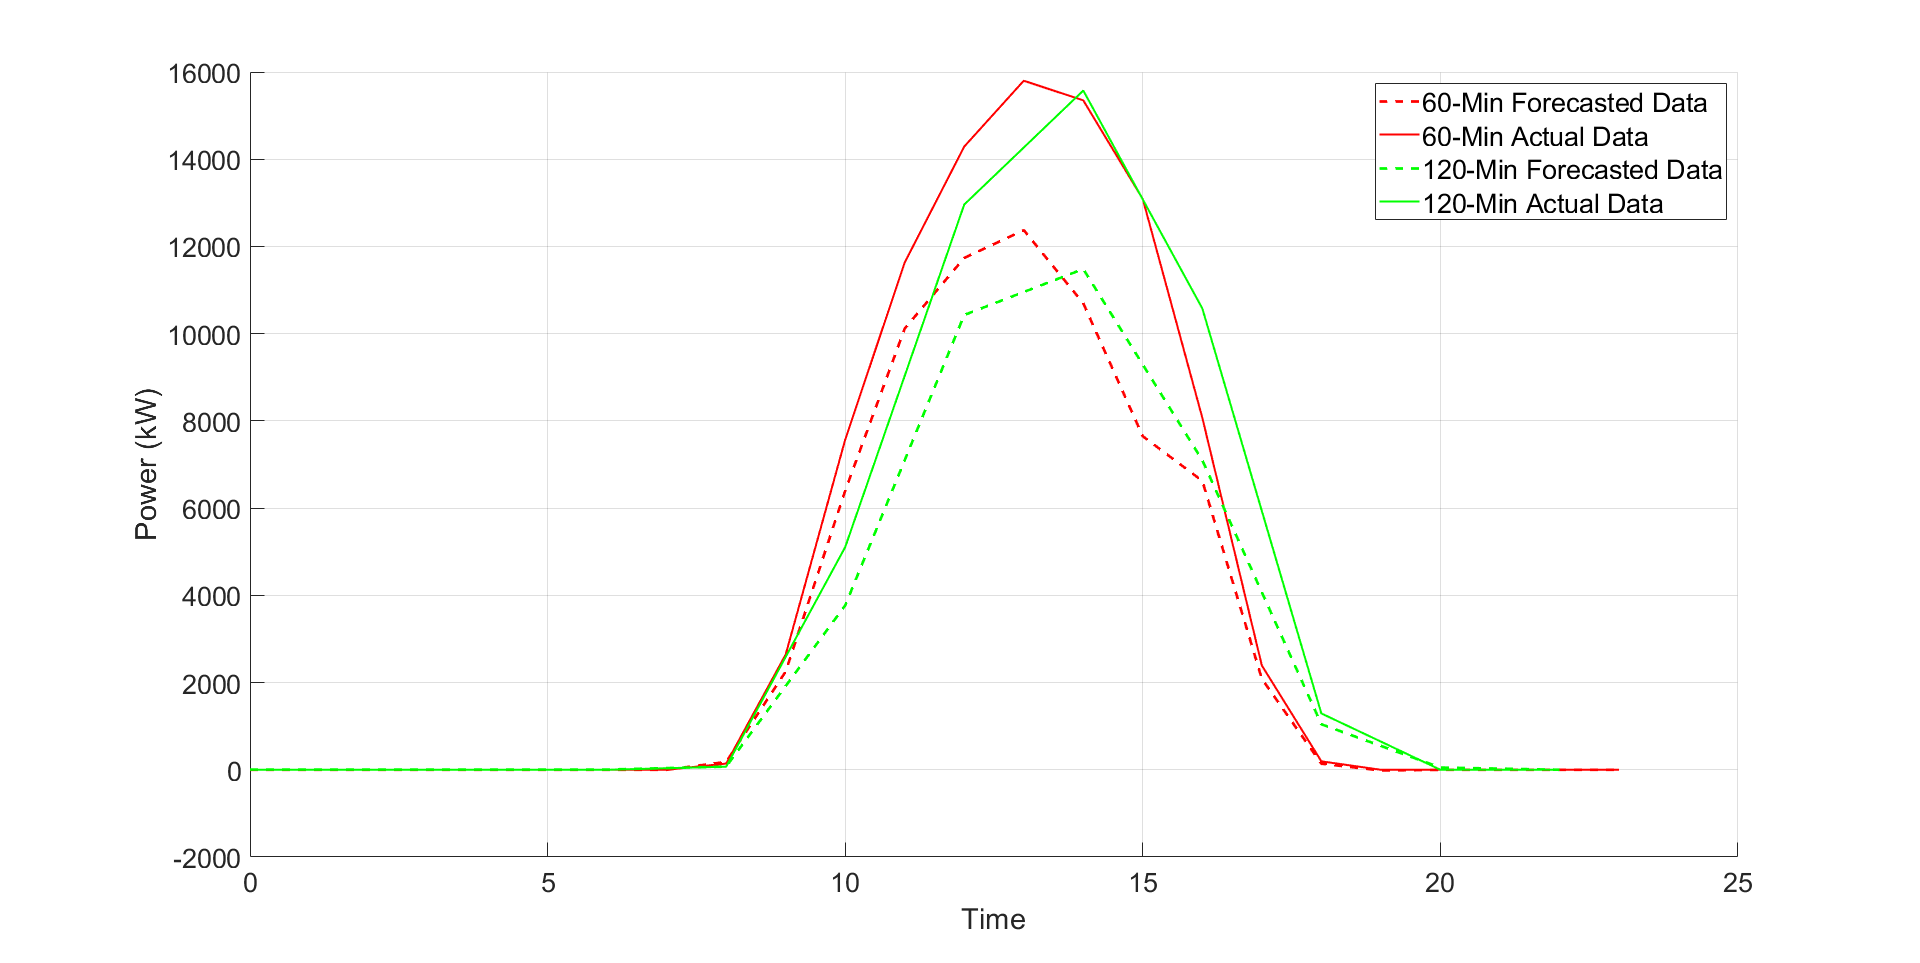 16000
14000
12000
10000
8000
6000
4000
2000
0
-2000
Power (kW)
0 5 10 15 20 25
Time
60-Min Forecasted Data
60-Min Actual Data
120-Min Forecasted Data
120-Min Actual Data